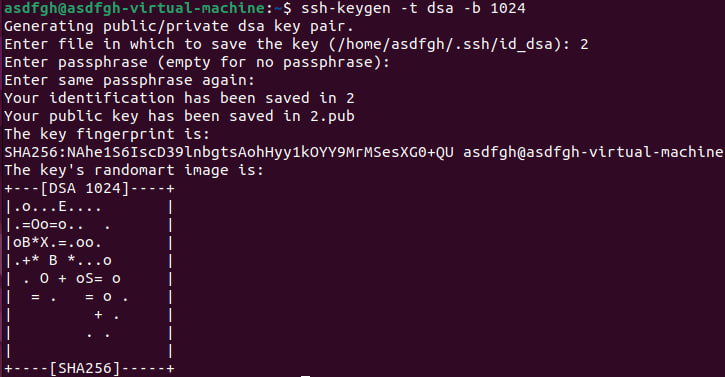 asdfgh@asdfgh-virtual-machine:~$ ssh-keygen -t dsa -b 1024
Generating public/private dsa key pair.
Enter file in which to save the key (/home/asdfgh/.ssh/id_dsa): 2
Enter passphrase (empty for no passphrase):
Enter same passphrase again:
Your identification has been saved in 2
Your public key has been saved in 2.pub
The key fingerprint is:
SHA256:NAhe1S6IscD39lnbgtsAohHyy1kOYY9MrMSesXG0+QU asdfgh@asdfgh-virtual-machine
The key's randomart image is:
+---[DSA 1024]----+
|.o...E....       |
|.=Oo=o..  .      |
|oB*X.=.oo.       |
|.+* B *...o      |
| . O + oS= o     |
|  = .   = o .    |
|         + .     |
|        . .      |
|                 |
+----[SHA256]-----+